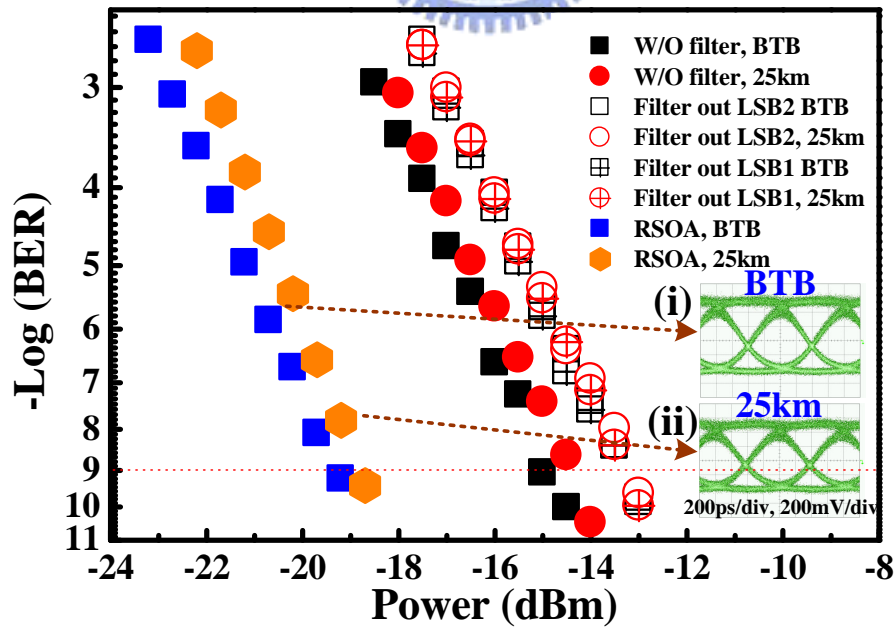 W/O filter, BTB
W/O filter, 25km
Filter out LSB2 BTB
Filter out LSB2, 25km
Filter out LSB1 BTB
Filter out LSB1, 25km
RSOA, BTB
RSOA, 25km
-Log (BER)
3
4
5
6
7
8
9
10
11
(i)
BTB
(ii)
25km
200ps/div, 200mV/div
-24 -22 -20 -18 -16 -14 -12 -10 -8
Power (dBm)